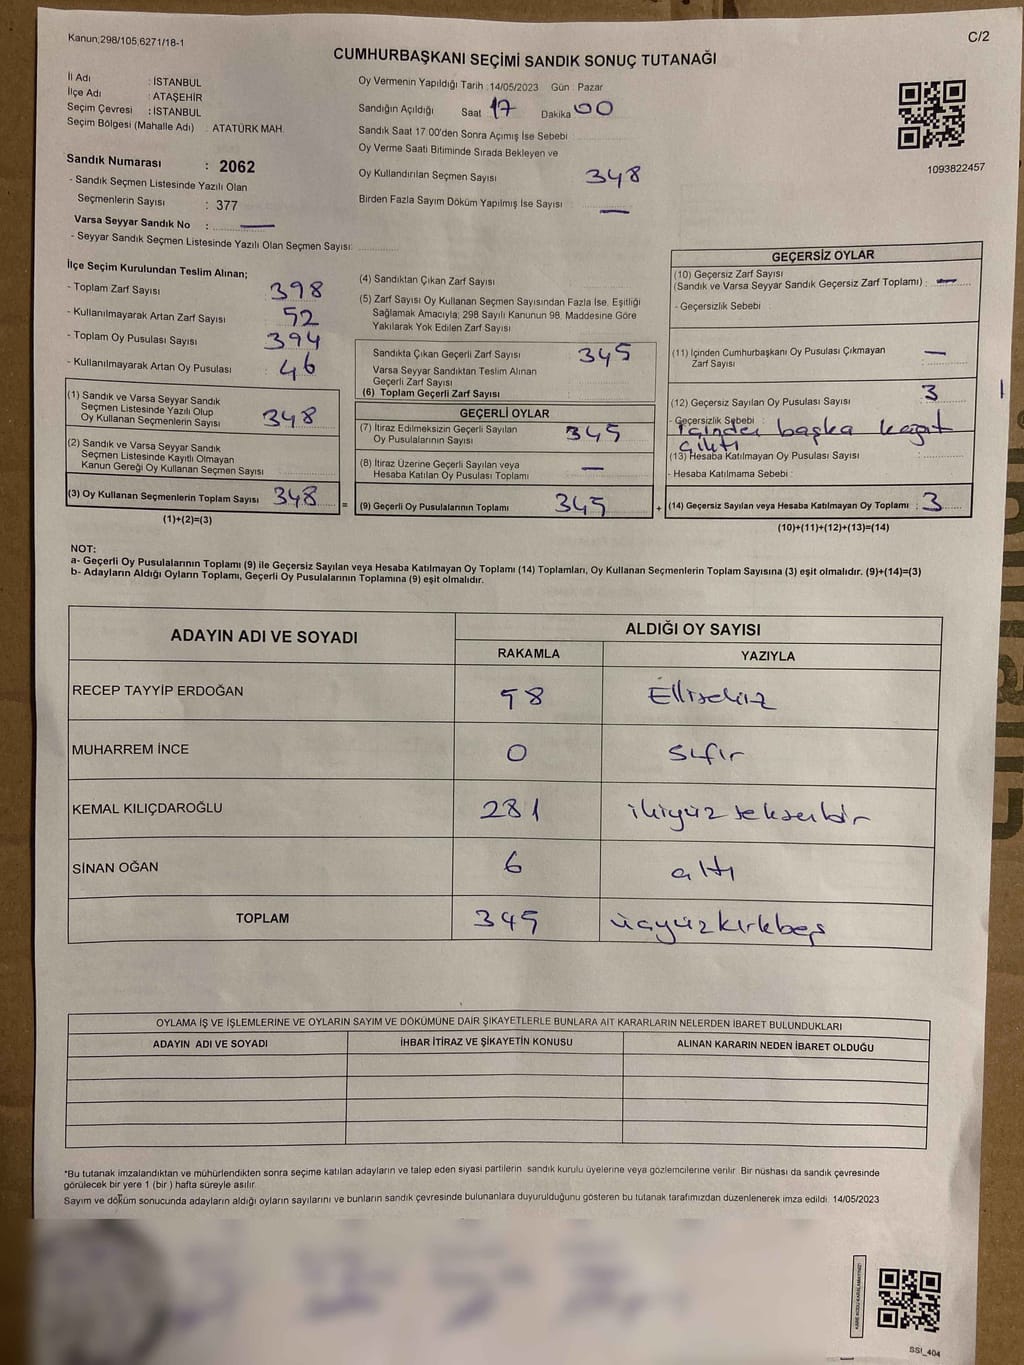 Kanun;298/105,6271/18-1
C/2
CUMHURBAŞKANI SEÇİMİ SANDIK SONUÇ TUTANAĞI
İl Adı : İSTANBUL
İlçe Adı : ATAŞEHİR
Seçim Çevresi : İSTANBUL
Seçim Bölgesi (Mahalle Adı) : ATATÜRK MAH.
Sandık Numarası : 2062
- Sandık Seçmen Listesinde Yazılı Olan
Seçmenlerin Sayısı : 377
Varsa Seyyar Sandık No : —
- Seyyar Sandık Seçmen Listesinde Yazılı Olan Seçmen Sayısı:
Oy Vermenin Yapıldığı Tarih : 14/05/2023 Gün : Pazar
Sandığın Açıldığı Saat 17 Dakika 00
Sandık Saat 17 00'den Sonra Açımış İse Sebebi
Oy Verme Saati Bitiminde Sırada Bekleyen ve
Oy Kullandırılan Seçmen Sayısı 348
Birden Fazla Sayım Döküm Yapılmış İse Sayısı : —
1093822457
İlçe Seçim Kurulundan Teslim Alınan;
- Toplam Zarf Sayısı 398
- Kullanılmayarak Artan Zarf Sayısı : 52
- Toplam Oy Pusulası Sayısı 394
- Kullanılmayarak Artan Oy Pusulası : 46
(1) Sandık ve Varsa Seyyar Sandık
Seçmen Listesinde Yazılı Olup
Oy Kullanan Seçmenlerin Sayısı 348
(2) Sandık ve Varsa Seyyar Sandık
Seçmen Listesinde Kayıtlı Olmayan
Kanun Gereği Oy Kullanan Seçmen Sayısı
(3) Oy Kullanan Seçmenlerin Toplam Sayısı 348
(1)+(2)=(3)
=
(4) Sandıktan Çıkan Zarf Sayısı
(5) Zarf Sayısı Oy Kullanan Seçmen Sayısından Fazla İse, Eşitliği
Sağlamak Amacıyla; 298 Sayılı Kanunun 98. Maddesine Göre
Yakılarak Yok Edilen Zarf Sayısı
Sandıkta Çıkan Geçerli Zarf Sayısı : 345
Varsa Seyyar Sandıktan Teslim Alınan
Geçerli Zarf Sayısı
(6) Toplam Geçerli Zarf Sayısı
GEÇERLİ OYLAR
(7) İtiraz Edilmeksizin Geçerli Sayılan
Oy Pusulalarının Sayısı 345
(8) İtiraz Üzerine Geçerli Sayılan veya
Hesaba Katılan Oy Pusulası Toplamı —
(9) Geçerli Oy Pusulalarının Toplamı 345
+
GEÇERSİZ OYLAR
(10) Geçersiz Zarf Sayısı
(Sandık ve Varsa Seyyar Sandık Geçersiz Zarf Toplamı) : —
- Geçersizlik Sebebi
(11) İçinden Cumhurbaşkanı Oy Pusulası Çıkmayan
Zarf Sayısı —
(12) Geçersiz Sayılan Oy Pusulası Sayısı 3
- Geçersizlik Sebebi :
içinden başka kağat
çıktı
(13) Hesaba Katılmayan Oy Pusulası Sayısı
- Hesaba Katılmama Sebebi :
(14) Geçersiz Sayılan veya Hesaba Katılmayan Oy Toplamı : 3
(10)+(11)+(12)+(13)=(14)
NOT:
a- Geçerli Oy Pusulalarının Toplamı (9) ile Geçersiz Sayılan veya Hesaba Katılmayan Oy Toplamı (14) Toplamları, Oy Kullanan Seçmenlerin Toplam Sayısına (3) eşit olmalıdır. (9)+(14)=(3)
b- Adayların Aldığı Oyların Toplamı, Geçerli Oy Pusulalarının Toplamına (9) eşit olmalıdır.
ADAYIN ADI VE SOYADI
ALDIĞI OY SAYISI
RAKAMLA YAZIYLA
RECEP TAYYİP ERDOĞAN 58 Ellisekiz
MUHARREM İNCE 0 sıfır
KEMAL KILIÇDAROĞLU 281 ikiyüz seksenbir
SİNAN OĞAN 6 altı
TOPLAM 345 üçyüzkırkbeş
OYLAMA İŞ VE İŞLEMLERİNE VE OYLARIN SAYIM VE DÖKÜMÜNE DAİR ŞİKAYETLERLE BUNLARA AİT KARARLARIN NELERDEN İBARET BULUNDUKLARI
ADAYIN ADI VE SOYADI İHBAR İTİRAZ VE ŞİKAYETİN KONUSU ALINAN KARARIN NEDEN İBARET OLDUĞU
*Bu tutanak imzalandıktan ve mühürlendikten sonra seçime katılan adayların ve talep eden siyasi partilerin sandık kurulu üyelerine veya gözlemcilerine verilir. Bir nüshası da sandık çevresinde
görülecek bir yere 1 (bir) hafta süreyle asılır.
Sayım ve döküm sonucunda adayların aldığı oyların sayılarını ve bunların sandık çevresinde bulunanlara duyurulduğunu gösteren bu tutanak tarafımızdan düzenlenerek imza edildi. 14/05/2023
KARE KODU KARALAMAYINIZ!
SSI_404